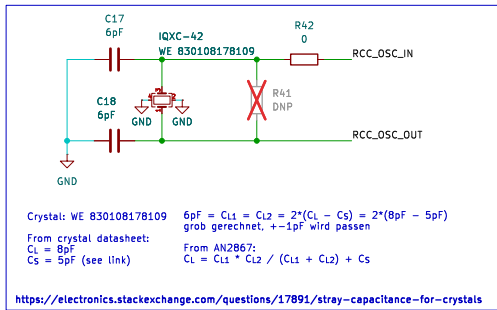 C17
6pF
IQXC-42
WE 830108178109
R42
0
RCC_OSC_IN
GND
GND
R41
DNP
C18
6pF
RCC_OSC_OUT
GND
Crystal: WE 830108178109
From crystal datasheet:
CL = 8pF
CS = 5pF (see link)
6pF = CL1 = CL2 = 2*(CL - CS) = 2*(8pF - 5pF)
grob gerechnet, +-1pF wird passen
From AN2867:
CL = CL1 * CL2 / (CL1 + CL2) + CS
https://electronics.stackexchange.com/questions/17891/stray-capacitance-for-crystals